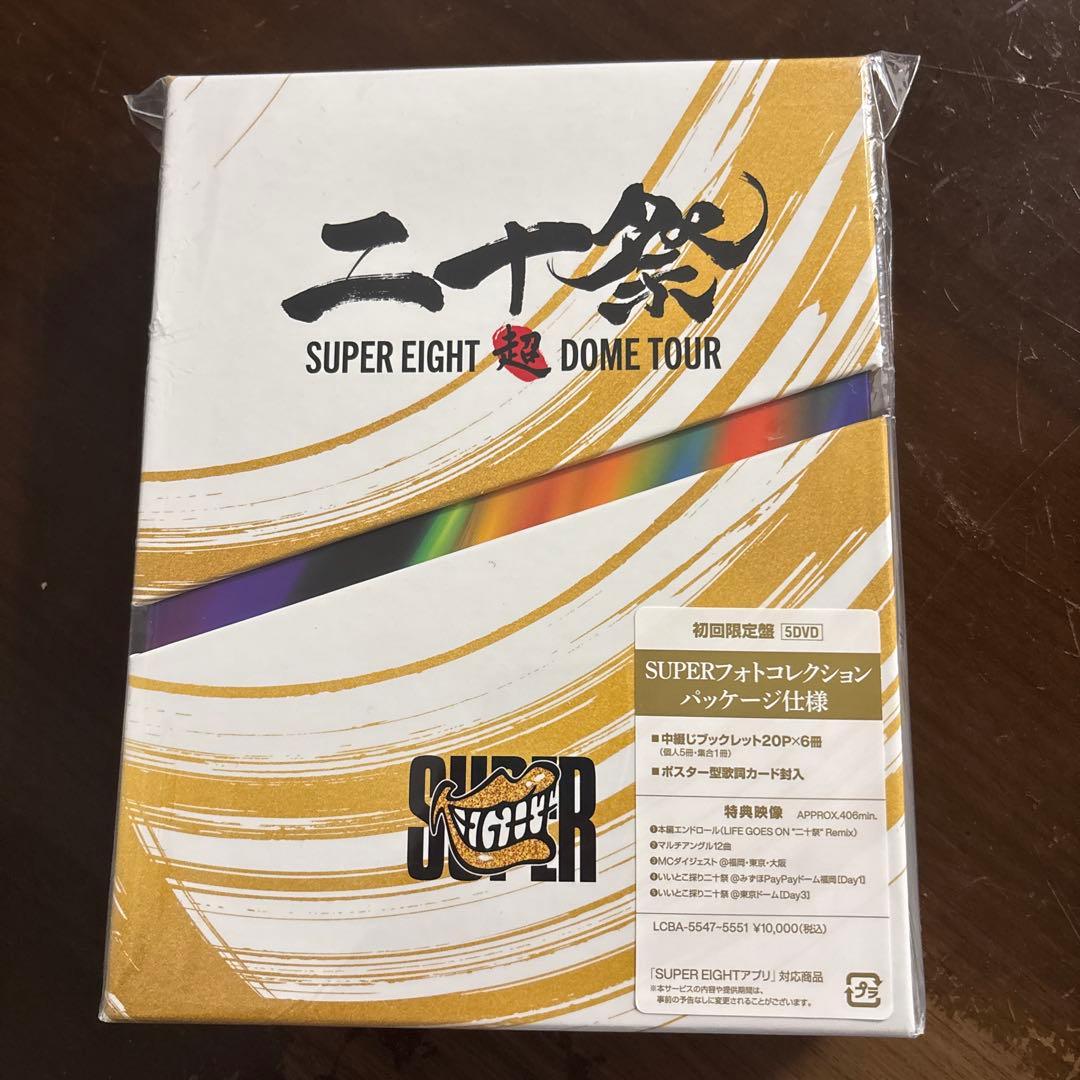 二十祭
SUPER EIGHT 超 DOME TOUR
SUPER
EIGHT
初回限定盤 5DVD
SUPERフォトコレクション
パッケージ仕様
■中綴じブックレット20P×6冊
(個人5冊・集合1冊)
■ポスター型歌詞カード封入
特典映像 APPROX.406min.
❶本編エンドロール(LIFE GOES ON "二十祭" Remix)
❷マルチアングル12曲
❸MCダイジェスト@福岡・東京・大阪
❹いいとこ採り二十祭 @みずほPayPayドーム福岡[Day1]
❺いいとこ採り二十祭 @東京ドーム[Day3]
LCBA-5547~5551 ¥10,000(税込)
「SUPER EIGHTアプリ」対応商品
※本サービスの内容や提供期間は、
事前の予告なしに変更されることがございます。
プラ